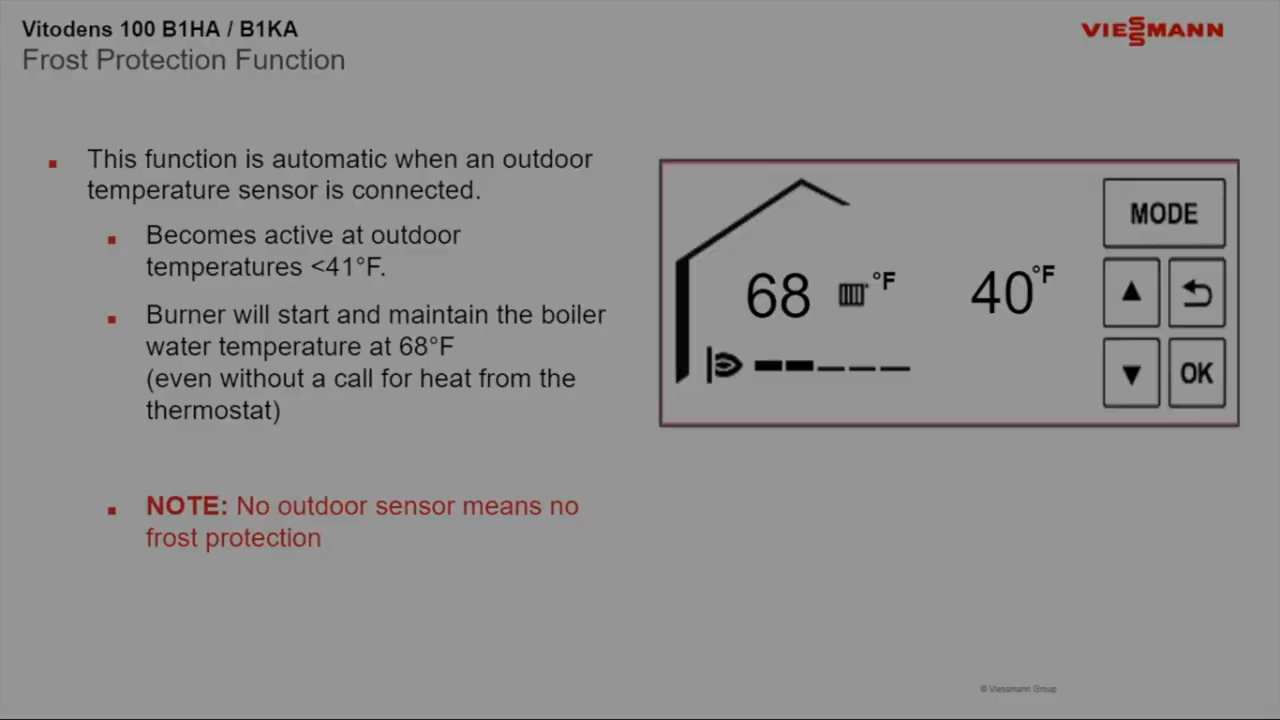 Vitodens 100 B1HA / B1KA
Frost Protection Function
VIESSMANN
This function is automatic when an outdoor
temperature sensor is connected.
Becomes active at outdoor
temperatures <41°F.
Burner will start and maintain the boiler
water temperature at 68°F
(even without a call for heat from the
thermostat)
NOTE: No outdoor sensor means no
frost protection
68 °F 40°F
MODE
OK
© Viessmann Group